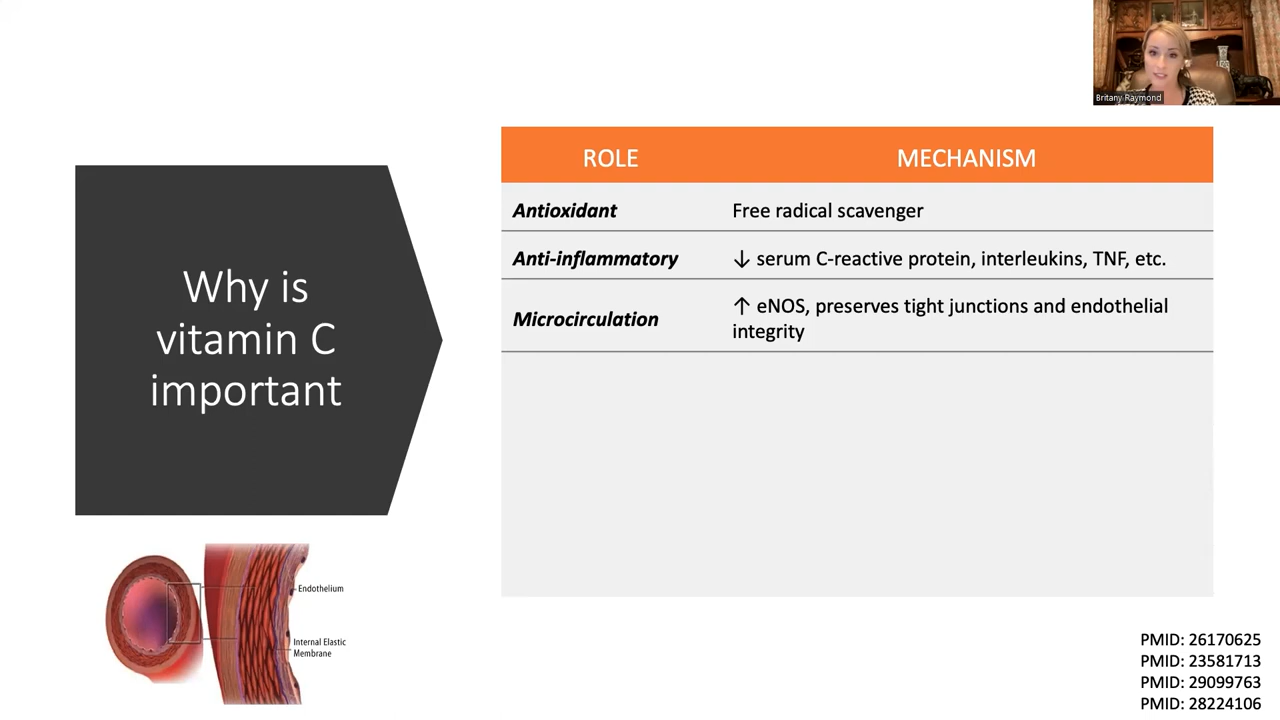 Britany Raymond
Why is
vitamin C
important
ROLE MECHANISM
Antioxidant Free radical scavenger
Anti-inflammatory ↓ serum C-reactive protein, interleukins, TNF, etc.
Microcirculation ↑ eNOS, preserves tight junctions and endothelial
integrity
Endothelium
Internal Elastic
Membrane
PMID: 26170625
PMID: 23581713
PMID: 29099763
PMID: 28224106